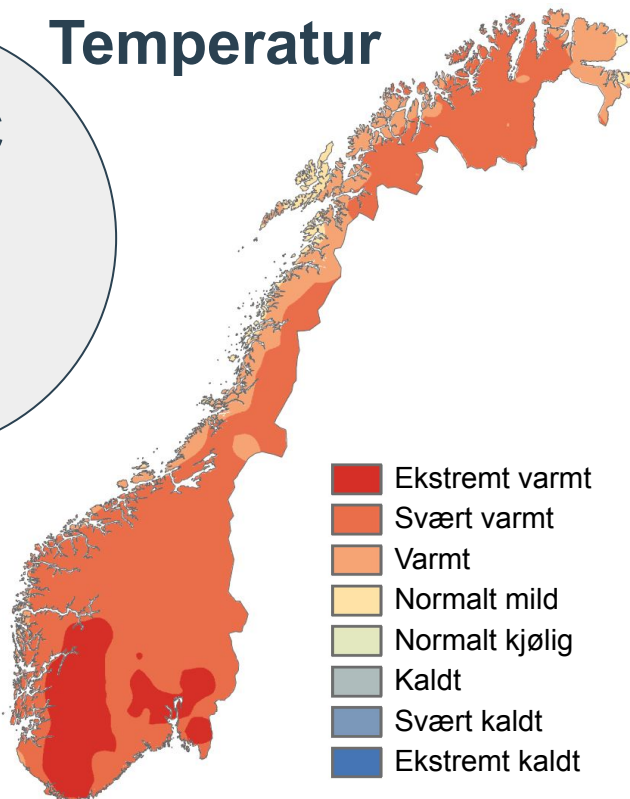 Temperatur
Ekstremt varmt
Svært varmt
Varmt
Normalt mild
Normalt kjølig
Kaldt
Svært kaldt
Ekstremt kaldt